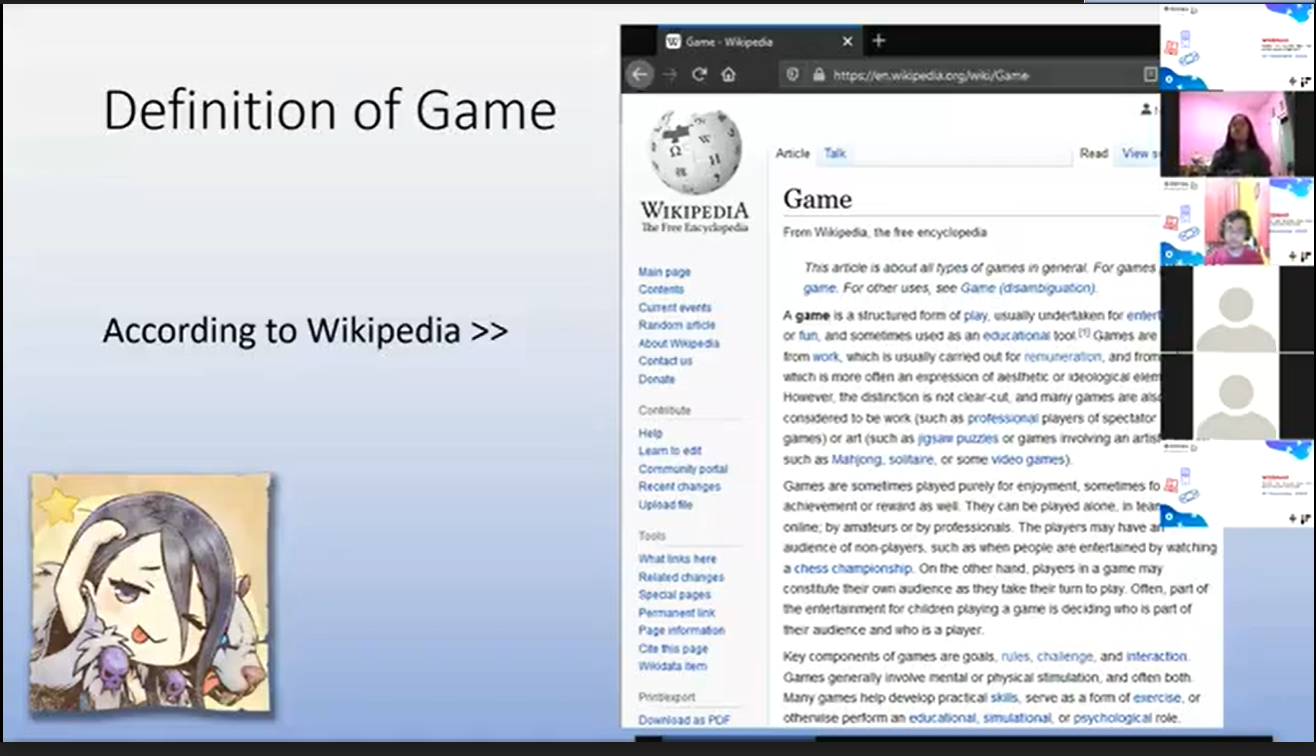 Definition of Game
According to Wikipedia >>
Game - Wikipedia
https://en.wikipedia.org/wiki/Game
WIKIPEDIA
The Free Encyclopedia
Main page
Contents
Current events
Random article
About Wikipedia
Contact us
Donate
Contribute
Help
Learn to edit
Community portal
Recent changes
Upload file
Tools
What links here
Related changes
Special pages
Permanent link
Page information
Cite this page
Wikidata item
Print/export
Download as PDF
Article Talk
Read View s
Game
From Wikipedia, the free encyclopedia
This article is about all types of games in general. For games
game. For other uses, see Game (disambiguation).
A game is a structured form of play, usually undertaken for entert
or fun, and sometimes used as an educational tool.[1] Games are
from work, which is usually carried out for remuneration, and from
which is more often an expression of aesthetic or ideological elem
However, the distinction is not clear-cut, and many games are also
considered to be work (such as professional players of spectator
games) or art (such as jigsaw puzzles or games involving an artis
such as Mahjong, solitaire, or some video games).
Games are sometimes played purely for enjoyment, sometimes fo
achievement or reward as well. They can be played alone, in tea
online; by amateurs or by professionals. The players may have an
audience of non-players, such as when people are entertained by watching
a chess championship. On the other hand, players in a game may
constitute their own audience as they take their turn to play. Often, part of
the entertainment for children playing a game is deciding who is part of
their audience and who is a player.
Key components of games are goals, rules, challenge, and interaction.
Games generally involve mental or physical stimulation, and often both.
Many games help develop practical skills, serve as a form of exercise, or
otherwise perform an educational, simulational, or psychological role.